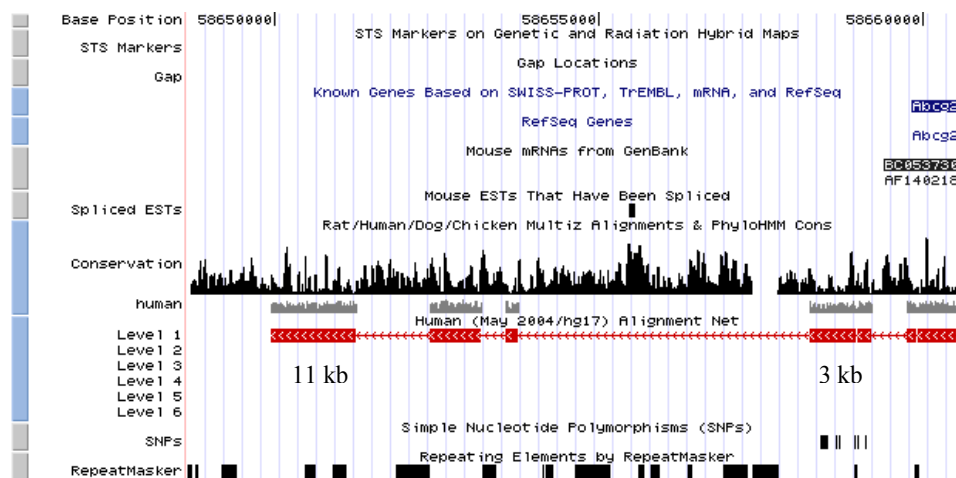 Base Position 58650000 58655000 58660000
STS Markers on Genetic and Radiation Hybrid Maps
STS Markers
Gap Locations
Gap
Known Genes Based on SWISS-PROT, TrEMBL, mRNA, and RefSeq
Abcg2
RefSeq Genes
Abcg2
Mouse mRNAs from GenBank
BC053730
AF140218
Mouse ESTs That Have Been Spliced
Spliced ESTs
Rat/Human/Dog/Chicken Multiz Alignments & PhyloHMM Cons
Conservation
human
Human (May 2004/hg17) Alignment Net
Level 1
Level 2
Level 3
11 kb 3 kb
Level 4
Level 5
Level 6
Simple Nucleotide Polymorphisms (SNPs)
SNPs
Repeating Elements by RepeatMasker
RepeatMasker